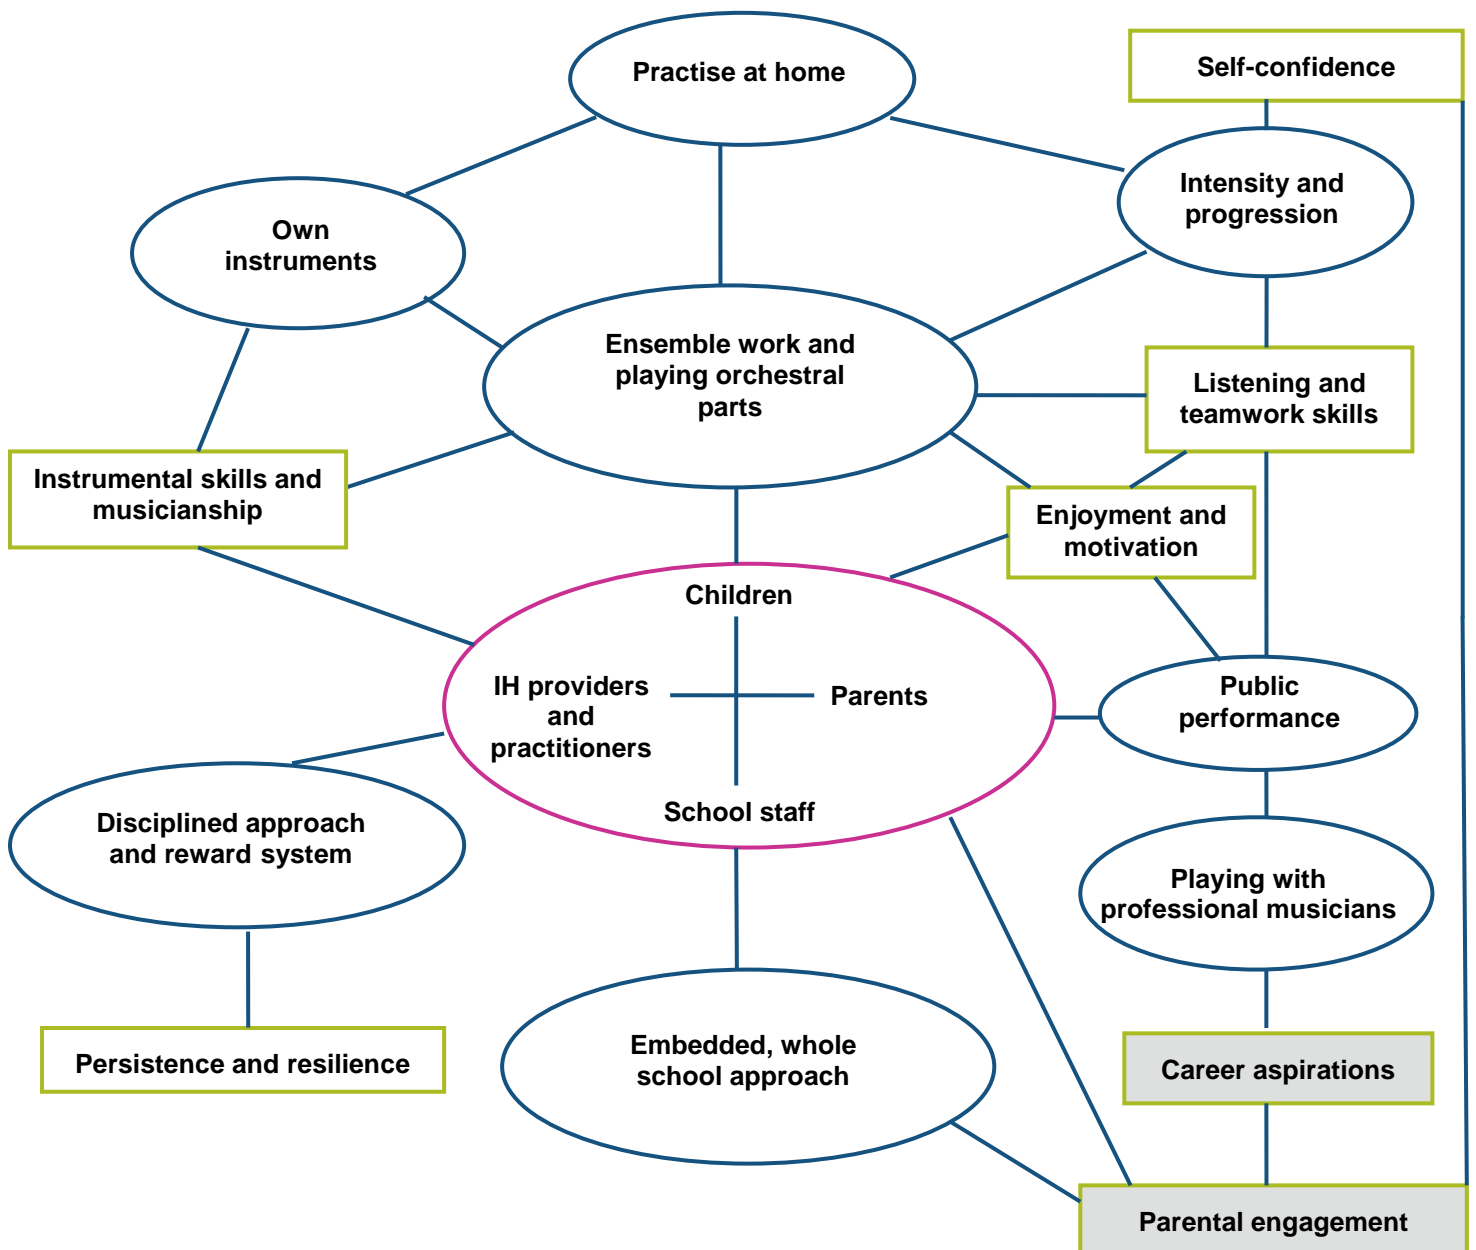 Practise at home
Self-confidence
Intensity and
progression
Own
instruments
Ensemble work and
playing orchestral
parts
Listening and
teamwork skills
Instrumental skills and
musicianship
Enjoyment and
motivation
Children
IH providers
and
practitioners
Parents
School staff
Public
performance
Disciplined approach
and reward system
Playing with
professional musicians
Persistence and resilience
Embedded, whole
school approach
Career aspirations
Parental engagement